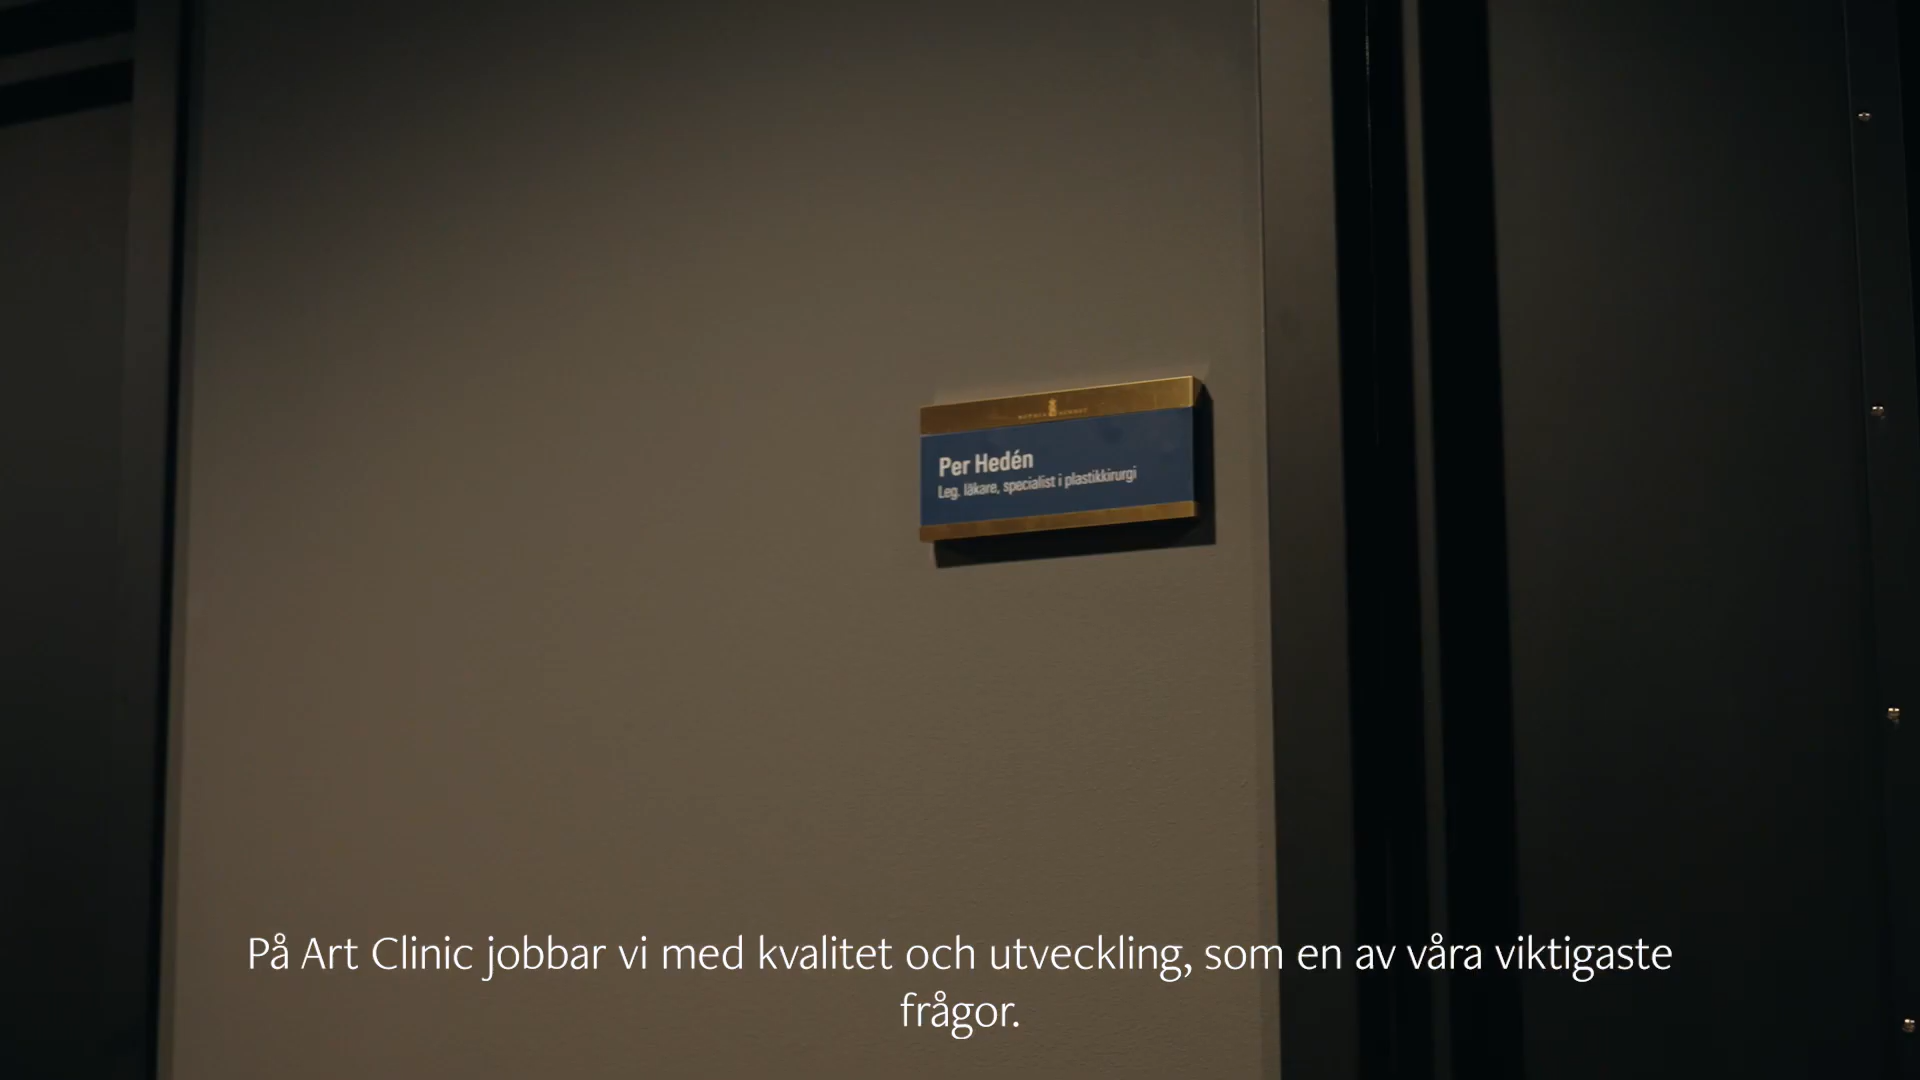 Per Hedén
Leg. läkare, specialist i plastikkirurgi
På Art Clinic jobbar vi med kvalitet och utveckling, som en av våra viktigaste
frågor.